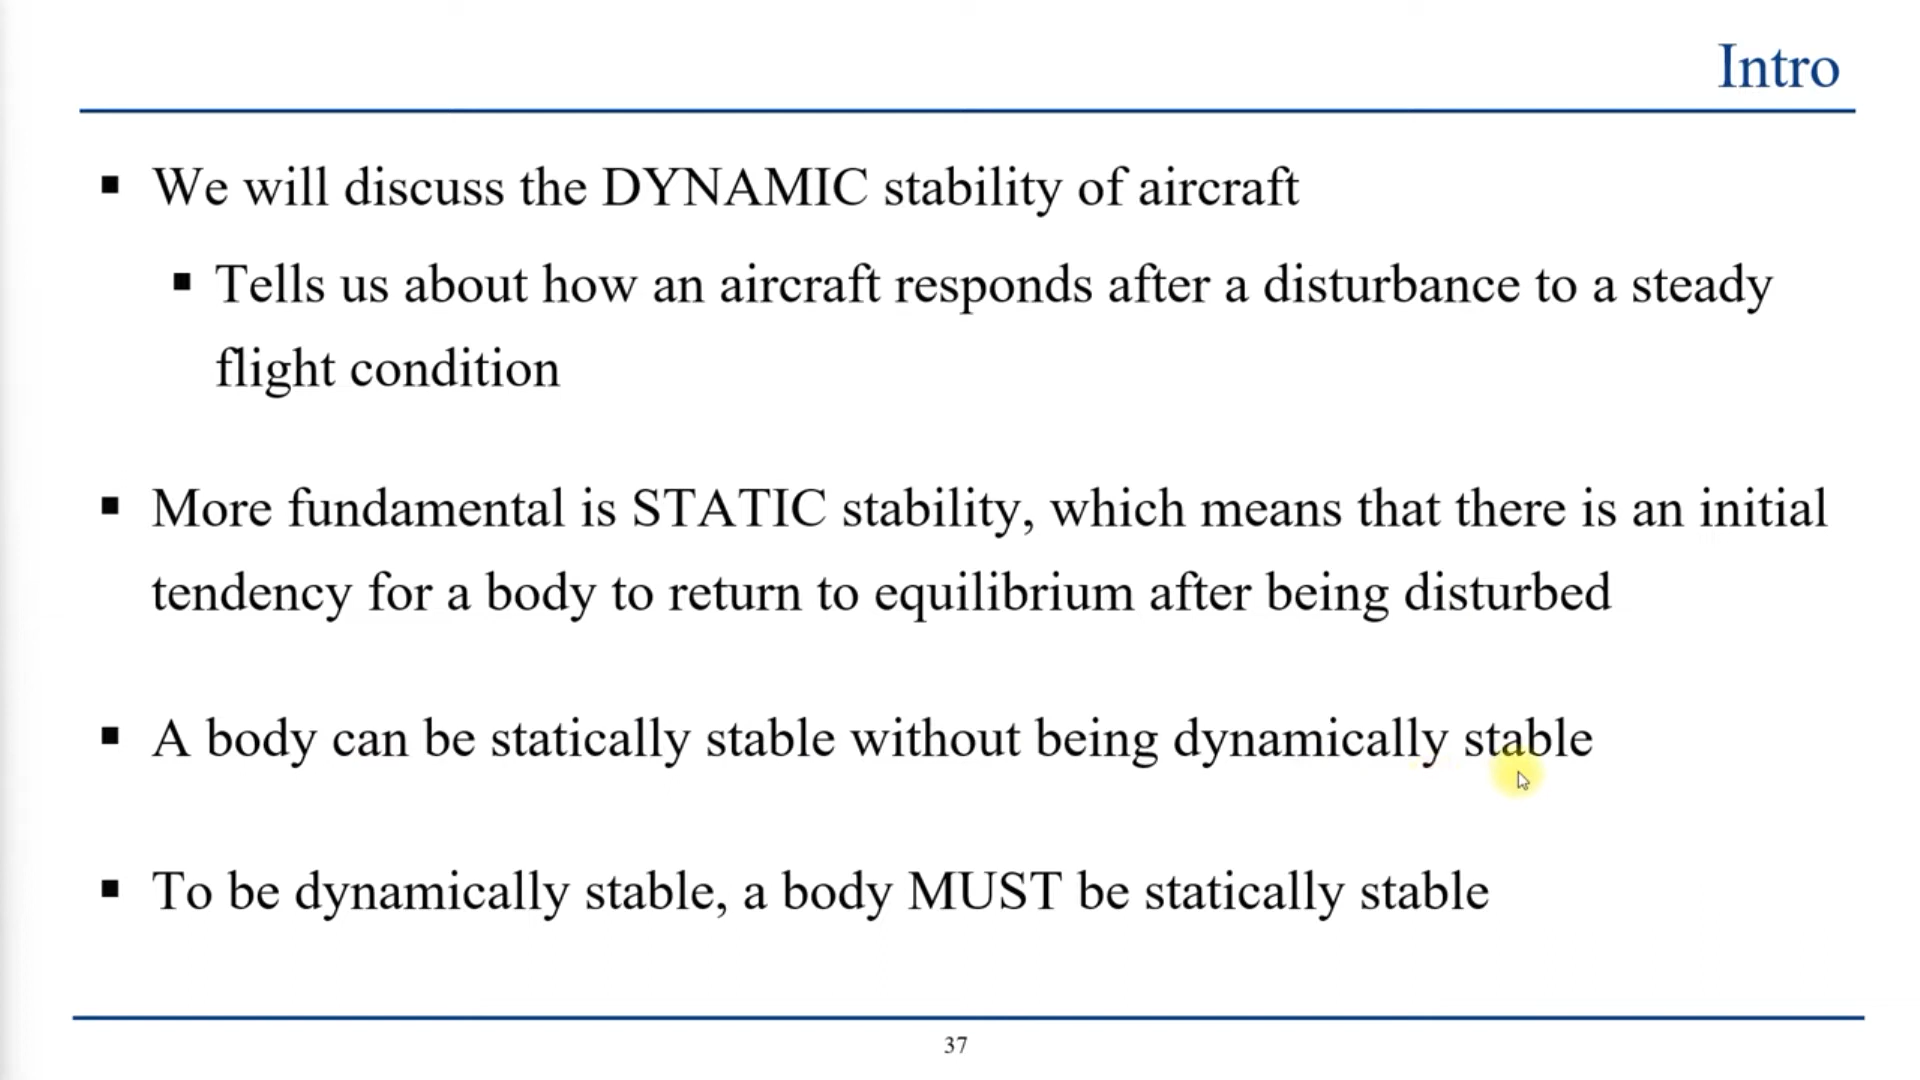 Intro
▪ We will discuss the DYNAMIC stability of aircraft
▪ Tells us about how an aircraft responds after a disturbance to a steady
flight condition
▪ More fundamental is STATIC stability, which means that there is an initial
tendency for a body to return to equilibrium after being disturbed
▪ A body can be statically stable without being dynamically stable
▪ To be dynamically stable, a body MUST be statically stable
37